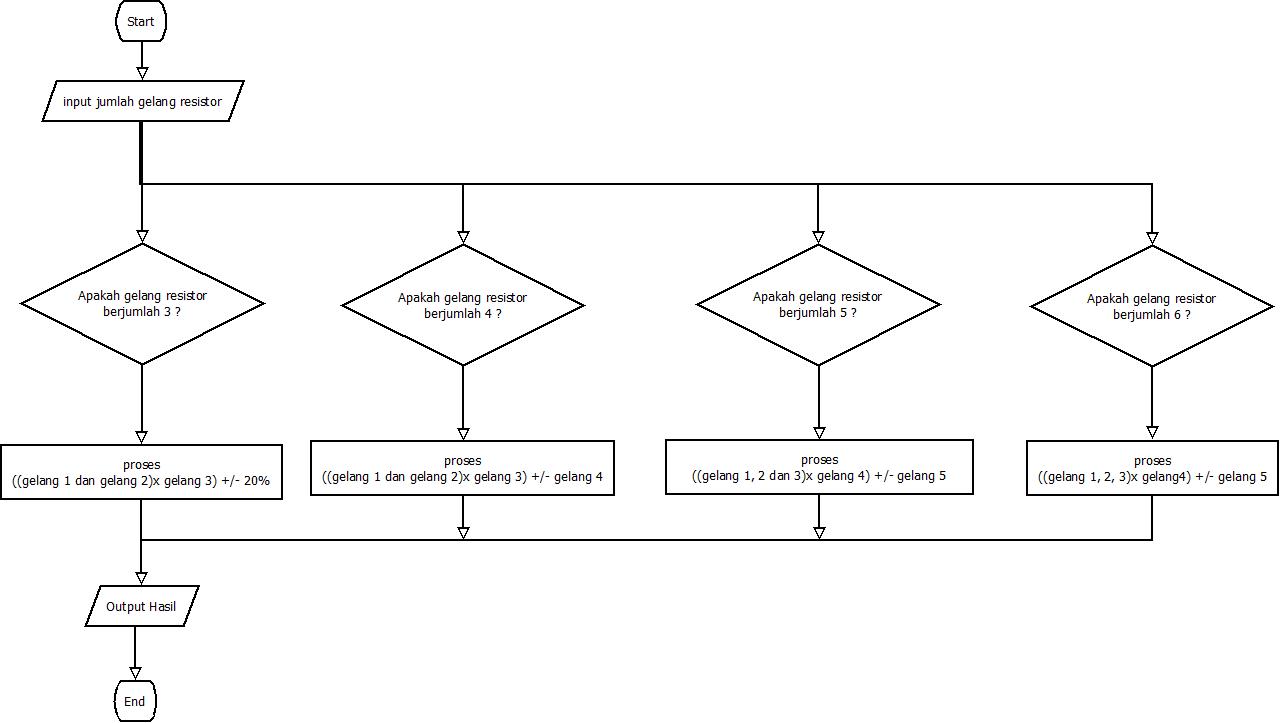 Start
input jumlah gelang resistor
Apakah gelang resistor
berjumlah 3 ?
Apakah gelang resistor
berjumlah 4 ?
Apakah gelang resistor
berjumlah 5 ?
Apakah gelang resistor
berjumlah 6 ?
proses
((gelang 1 dan gelang 2)x gelang 3) +/- 20%
proses
((gelang 1 dan gelang 2)x gelang 3) +/- gelang 4
proses
((gelang 1, 2 dan 3)x gelang 4) +/- gelang 5
proses
((gelang 1, 2, 3)x gelang4) +/- gelang 5
Output Hasil
End